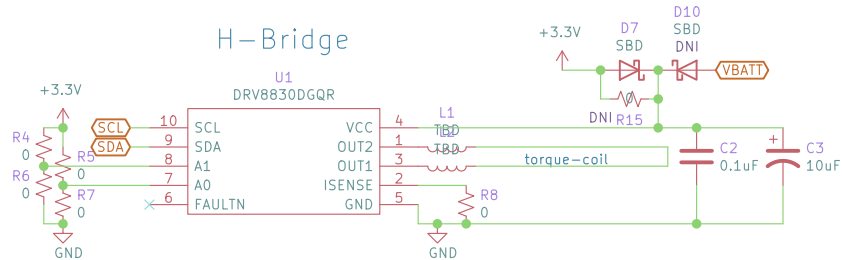 H-Bridge
+3.3V
D7
SBD
D10
SBD
DNI
VBATT
+3.3V
U1
DRV8830DGQR
0
DNI R15
R4
0
R5
0
R6
0
R7
0
SCL
SDA
10 SCL
9 SDA
8 A1
7 A0
6 FAULTN
VCC 4
OUT2 1
OUT1 3
ISENSE 2
GND 5
L1
TBD
L2
TBD
torque-coil
R8
0
C2
0.1uF
+
C3
10uF
GND
GND